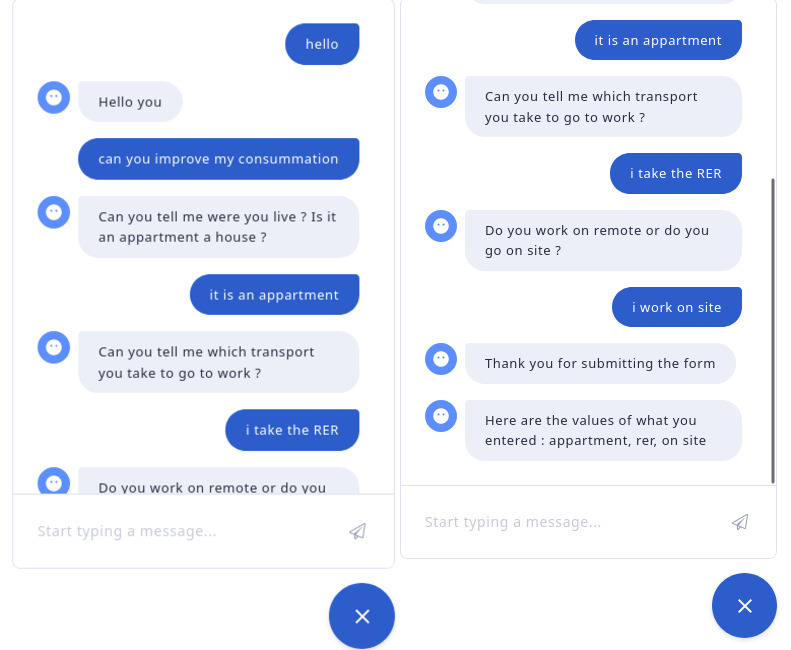 hello
Hello you
can you improve my consummation
Can you tell me were you live ? Is it
an appartment a house ?
it is an appartment
Can you tell me which transport
you take to go to work ?
i take the RER
Do you work on remote or do you
Start typing a message...
it is an appartment
Can you tell me which transport
you take to go to work ?
i take the RER
Do you work on remote or do you
go on site ?
i work on site
Thank you for submitting the form
Here are the values of what you
entered : appartment, rer, on site
Start typing a message...